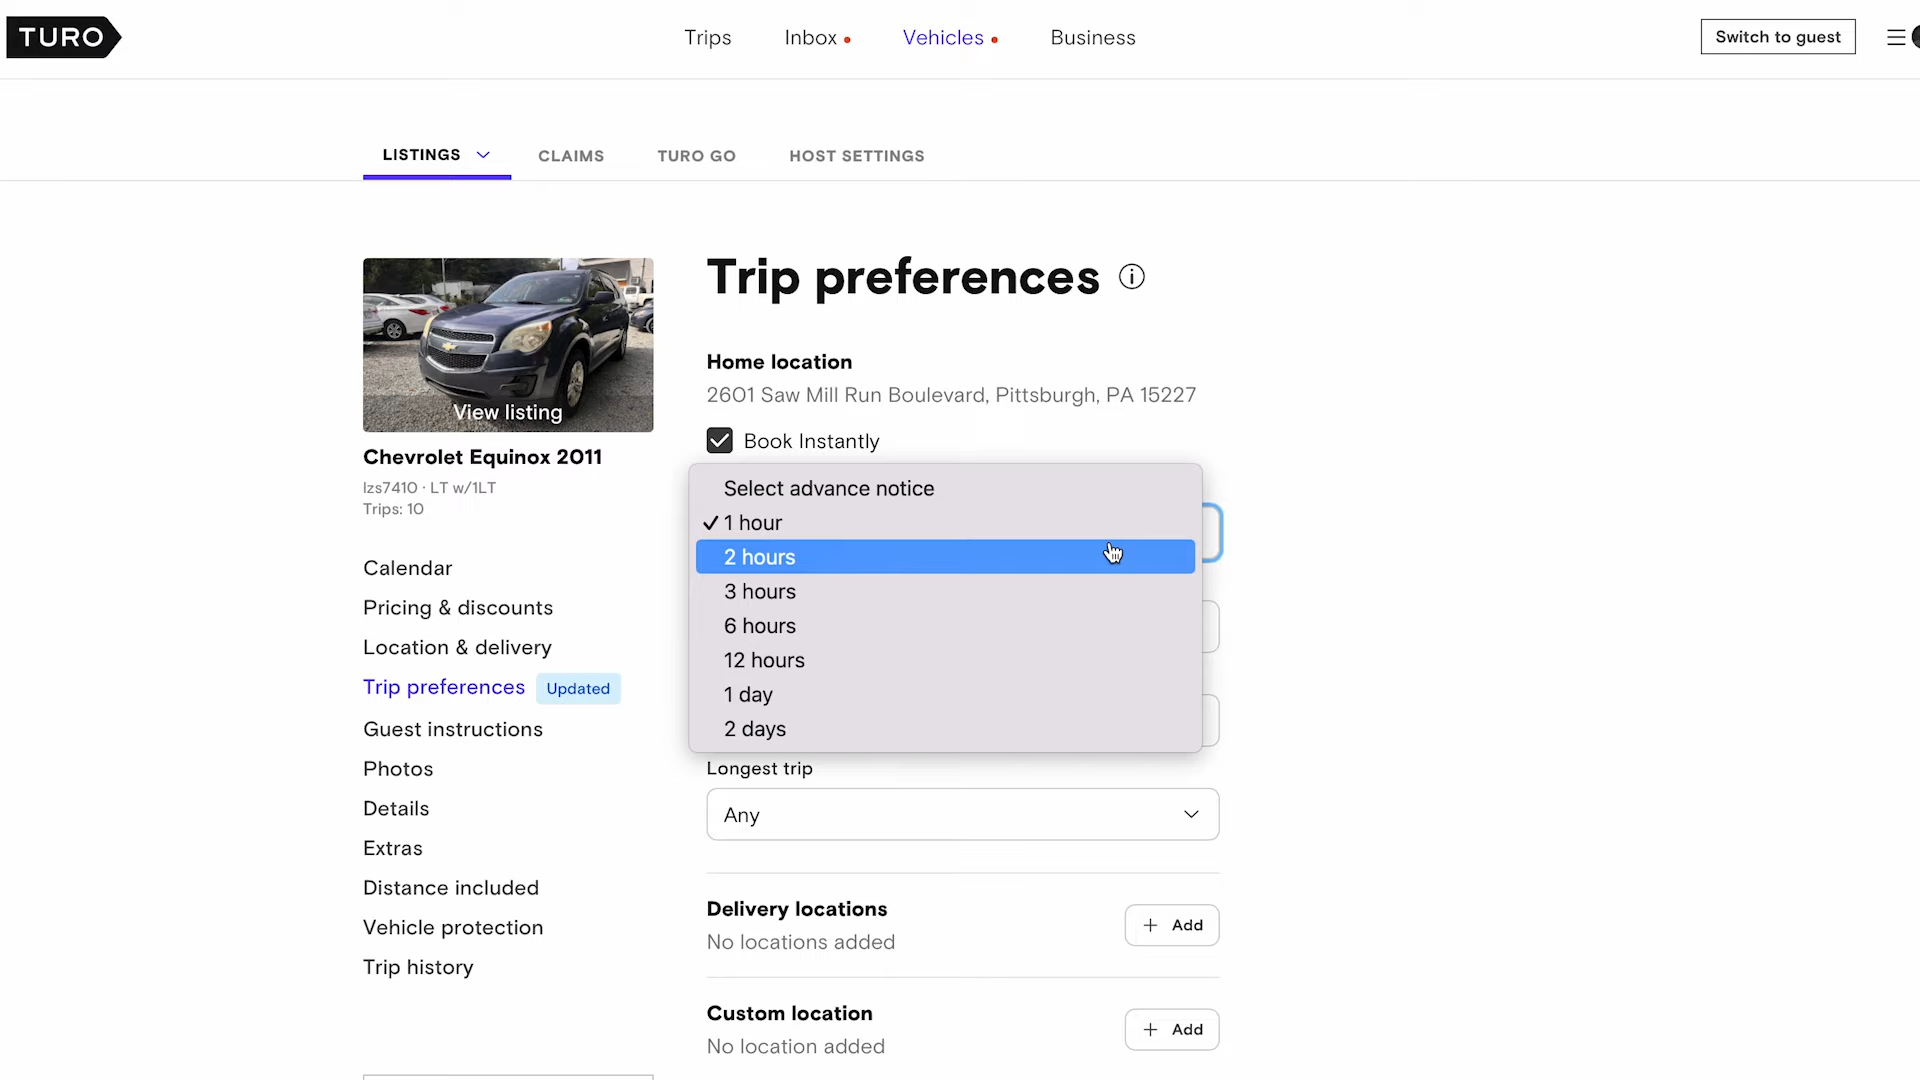 TURO
Trips
Inbox
Vehicles
Business
Switch to guest
LISTINGS
CLAIMS
TURO GO
HOST SETTINGS
View listing
Chevrolet Equinox 2011
lzs7410 · LT w/1LT
Trips: 10
Calendar
Pricing & discounts
Location & delivery
Trip preferences
Updated
Guest instructions
Photos
Details
Extras
Distance included
Vehicle protection
Trip history
Trip preferences
Home location
2601 Saw Mill Run Boulevard, Pittsburgh, PA 15227
Book Instantly
Select advance notice
✓ 1 hour
2 hours
3 hours
6 hours
12 hours
1 day
2 days
Longest trip
Any
Delivery locations
No locations added
+ Add
Custom location
No location added
+ Add